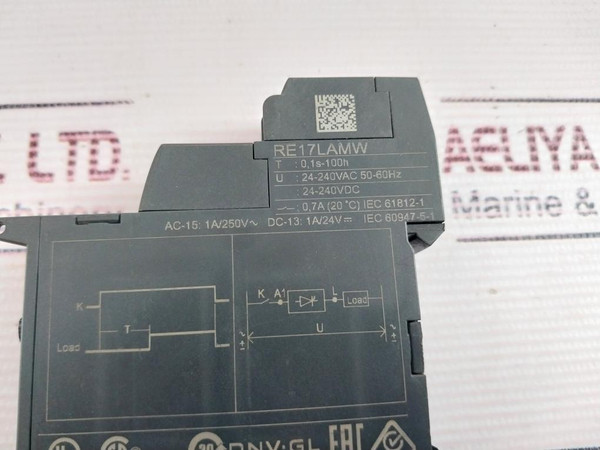 RE17LAMW
T : 0,1s-100h
U : 24-240VAC 50-60Hz
24-240VDC
: 0,7A (20 °C) IEC 61812-1
AC-15: 1A/250V~ DC-13: 1A/24V⎓ IEC 60947-5-1
K
T
Load
K A1 L Load
U
~/+ ~/-
DNV·GL EAC
. LTD.
AELIYA
Marine &